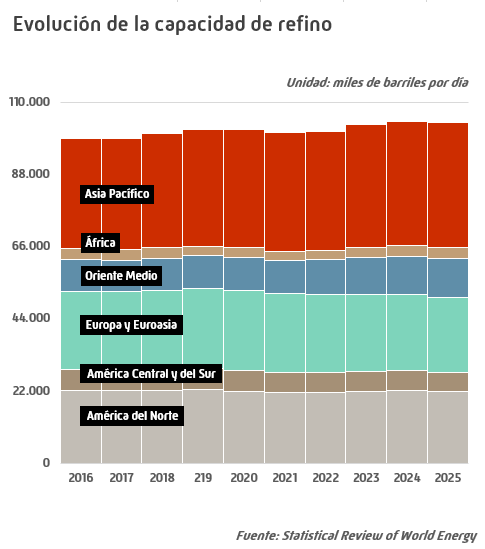 Evolución de la capacidad de refino
Unidad: miles de barriles por día
110.000
88.000
66.000
44.000
22.000
0
Asia Pacífico
África
Oriente Medio
Europa y Euroasia
América Central y del Sur
América del Norte
2016 2017 2018 219 2020 2021 2022 2023 2024 2025
Fuente: Statistical Review of World Energy